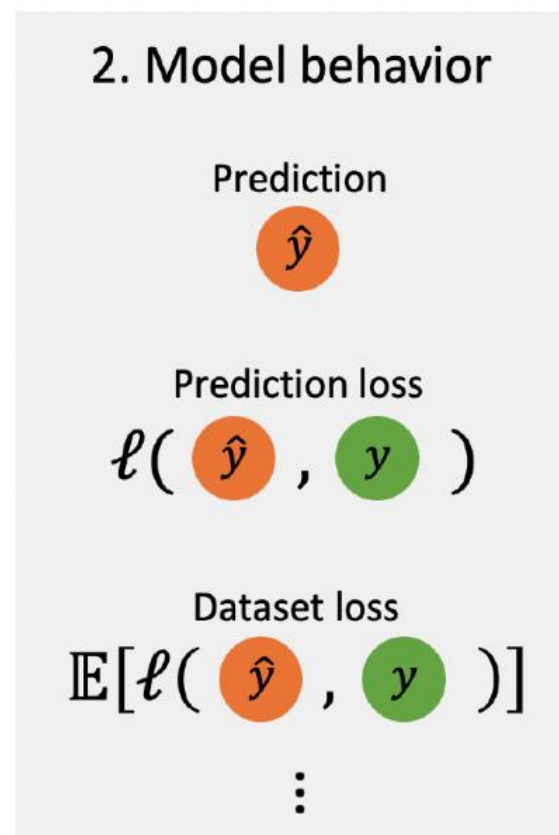 2. Model behavior
Prediction
ŷ
Prediction loss
ℓ( ŷ , y )
Dataset loss
𝔼[ℓ( ŷ , y )]
⋮